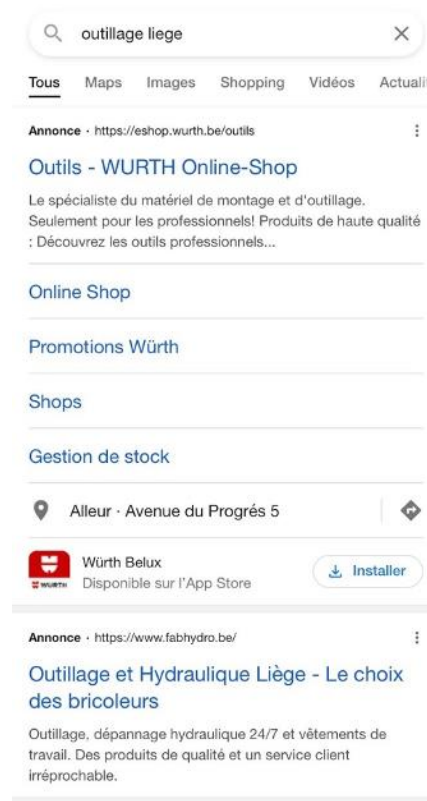 outillage liege
Tous Maps Images Shopping Vidéos Actuali
Annonce · https://eshop.wurth.be/outils
Outils - WURTH Online-Shop
Le spécialiste du matériel de montage et d'outillage.
Seulement pour les professionnels! Produits de haute qualité
: Découvrez les outils professionnels...
Online Shop
Promotions Würth
Shops
Gestion de stock
Alleur · Avenue du Progrés 5
WURTH
Würth Belux
Disponible sur l'App Store
Installer
Annonce · https://www.fabhydro.be/
Outillage et Hydraulique Liège - Le choix
des bricoleurs
Outillage, dépannage hydraulique 24/7 et vêtements de
travail. Des produits de qualité et un service client
irréprochable.